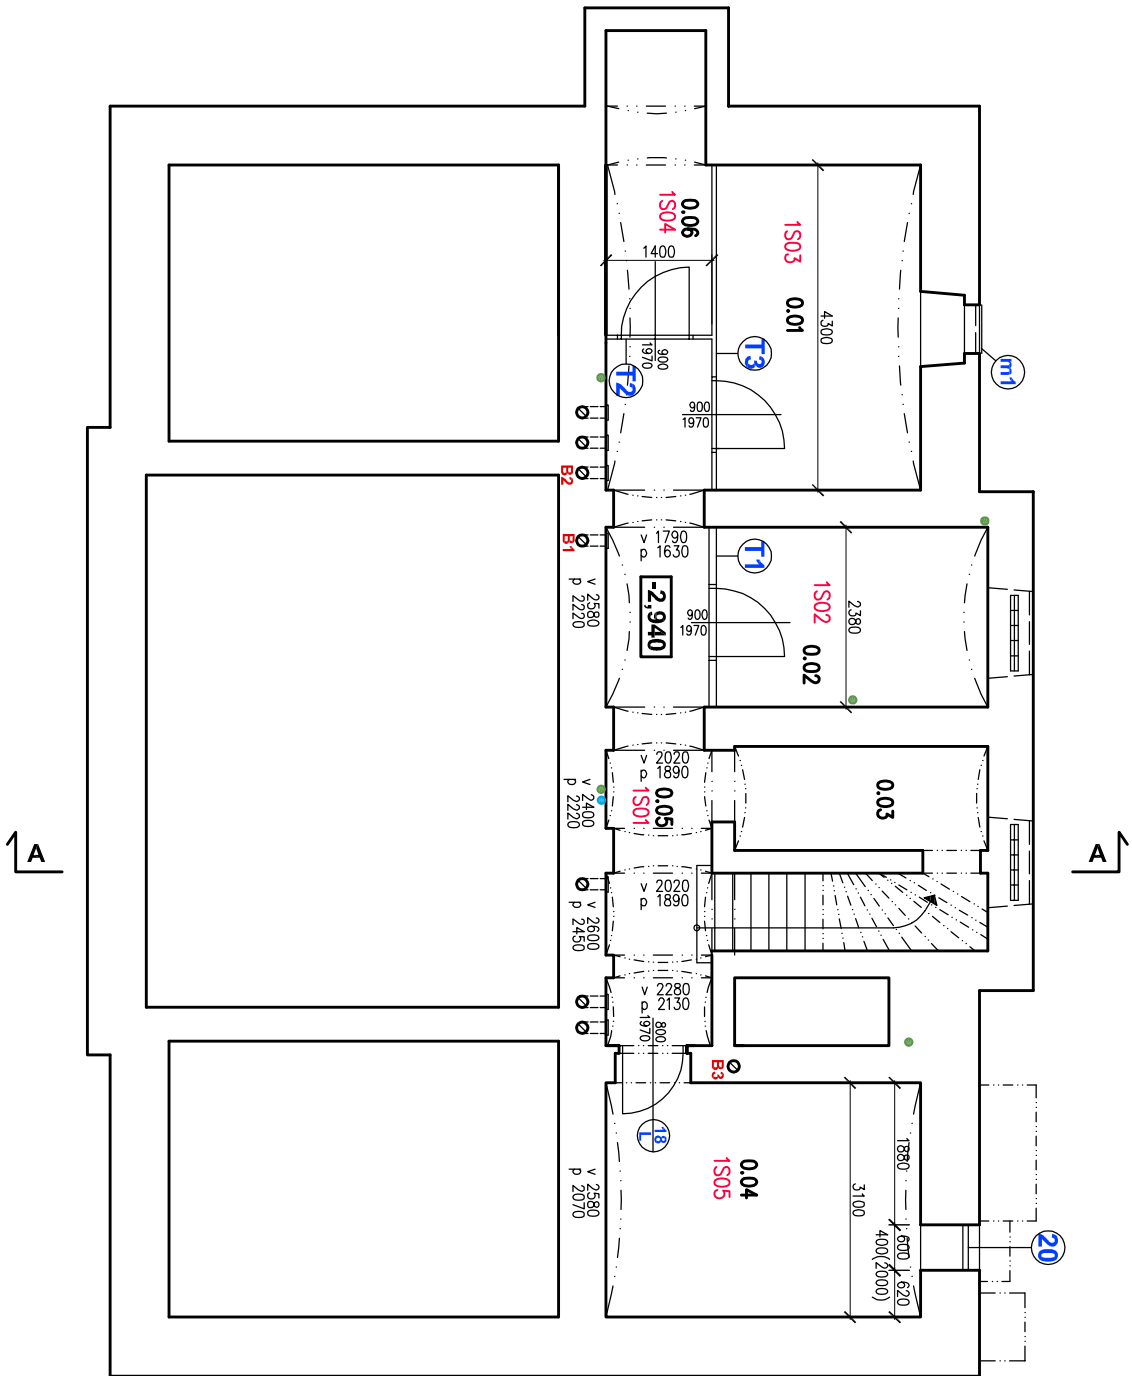 0.06
1S04
1400
1S03
0.01
4300
m1
T3
T2
900
1970
900
1970
B2
B1
v 1790
p 1630
T1
v 2580
p 2220
-2,940
900
1970
1S02
0.02
2380
v 2020
p 1890
0.05
1S01
v 2400
p 2220
0.03
A
A
v 2020
p 1890
v 2600
p 2450
v 2280
p 2130
800
1970
B3
18
L
0.04
1S05
v 2580
p 2070
1880
3100
600
400(2000)
620
20